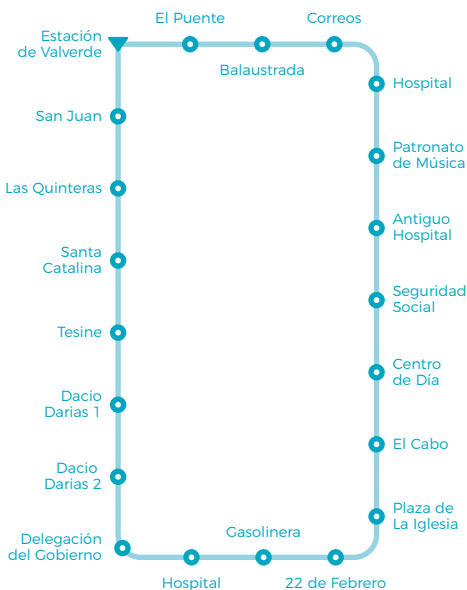 El Puente
Correos
Estación
de Valverde
Balaustrada
Hospital
San Juan
Patronato
de Música
Las Quinteras
Antiguo
Hospital
Santa
Catalina
Seguridad
Social
Tesine
Centro
de Día
Dacio
Darias 1
El Cabo
Dacio
Darias 2
Plaza de
La Iglesia
Delegación
del Gobierno
Gasolinera
Hospital
22 de Febrero